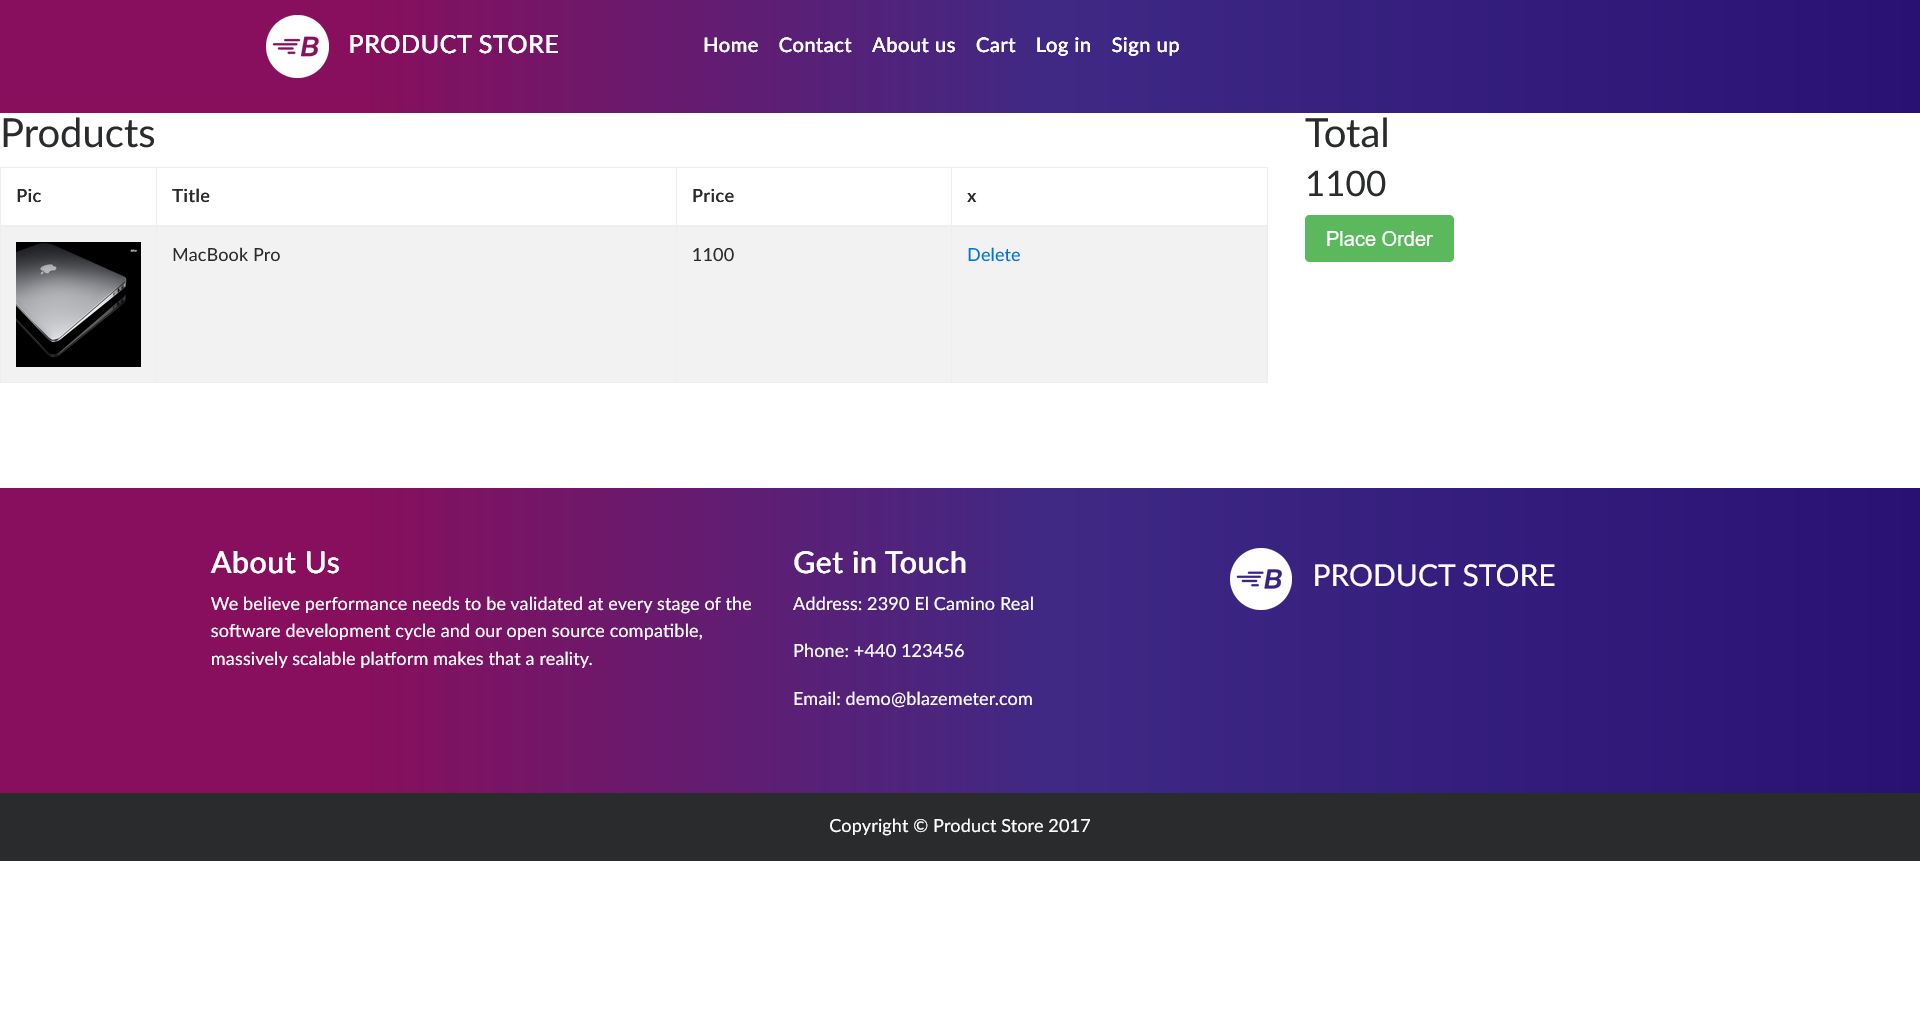 B PRODUCT STORE Home Contact About us Cart Log in Sign up
Products
Total
1100
Place Order
Pic Title Price x
MacBook Pro 1100 Delete
About Us
We believe performance needs to be validated at every stage of the
software development cycle and our open source compatible,
massively scalable platform makes that a reality.
Get in Touch
Address: 2390 El Camino Real
Phone: +440 123456
Email: demo@blazemeter.com
B PRODUCT STORE
Copyright © Product Store 2017